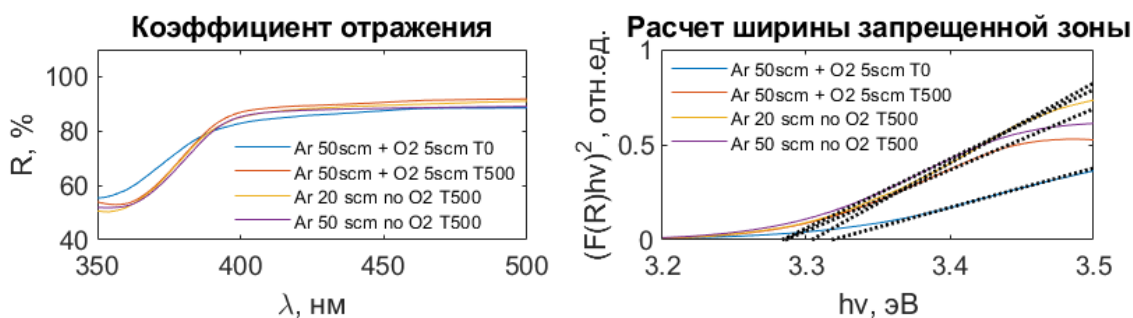 Коэффициент отражения
100
80
60
40
R, %
Ar 50scm + O2 5scm T0
Ar 50scm + O2 5scm T500
Ar 20 scm no O2 T500
Ar 50 scm no O2 T500
350
400
450
500
λ, нм
Расчет ширины запрещенной зоны
1
0.5
0
(F(R)hν)², отн.ед.
Ar 50scm + O2 5scm T0
Ar 50scm + O2 5scm T500
Ar 20 scm no O2 T500
Ar 50 scm no O2 T500
3.2
3.3
3.4
3.5
hν, эВ